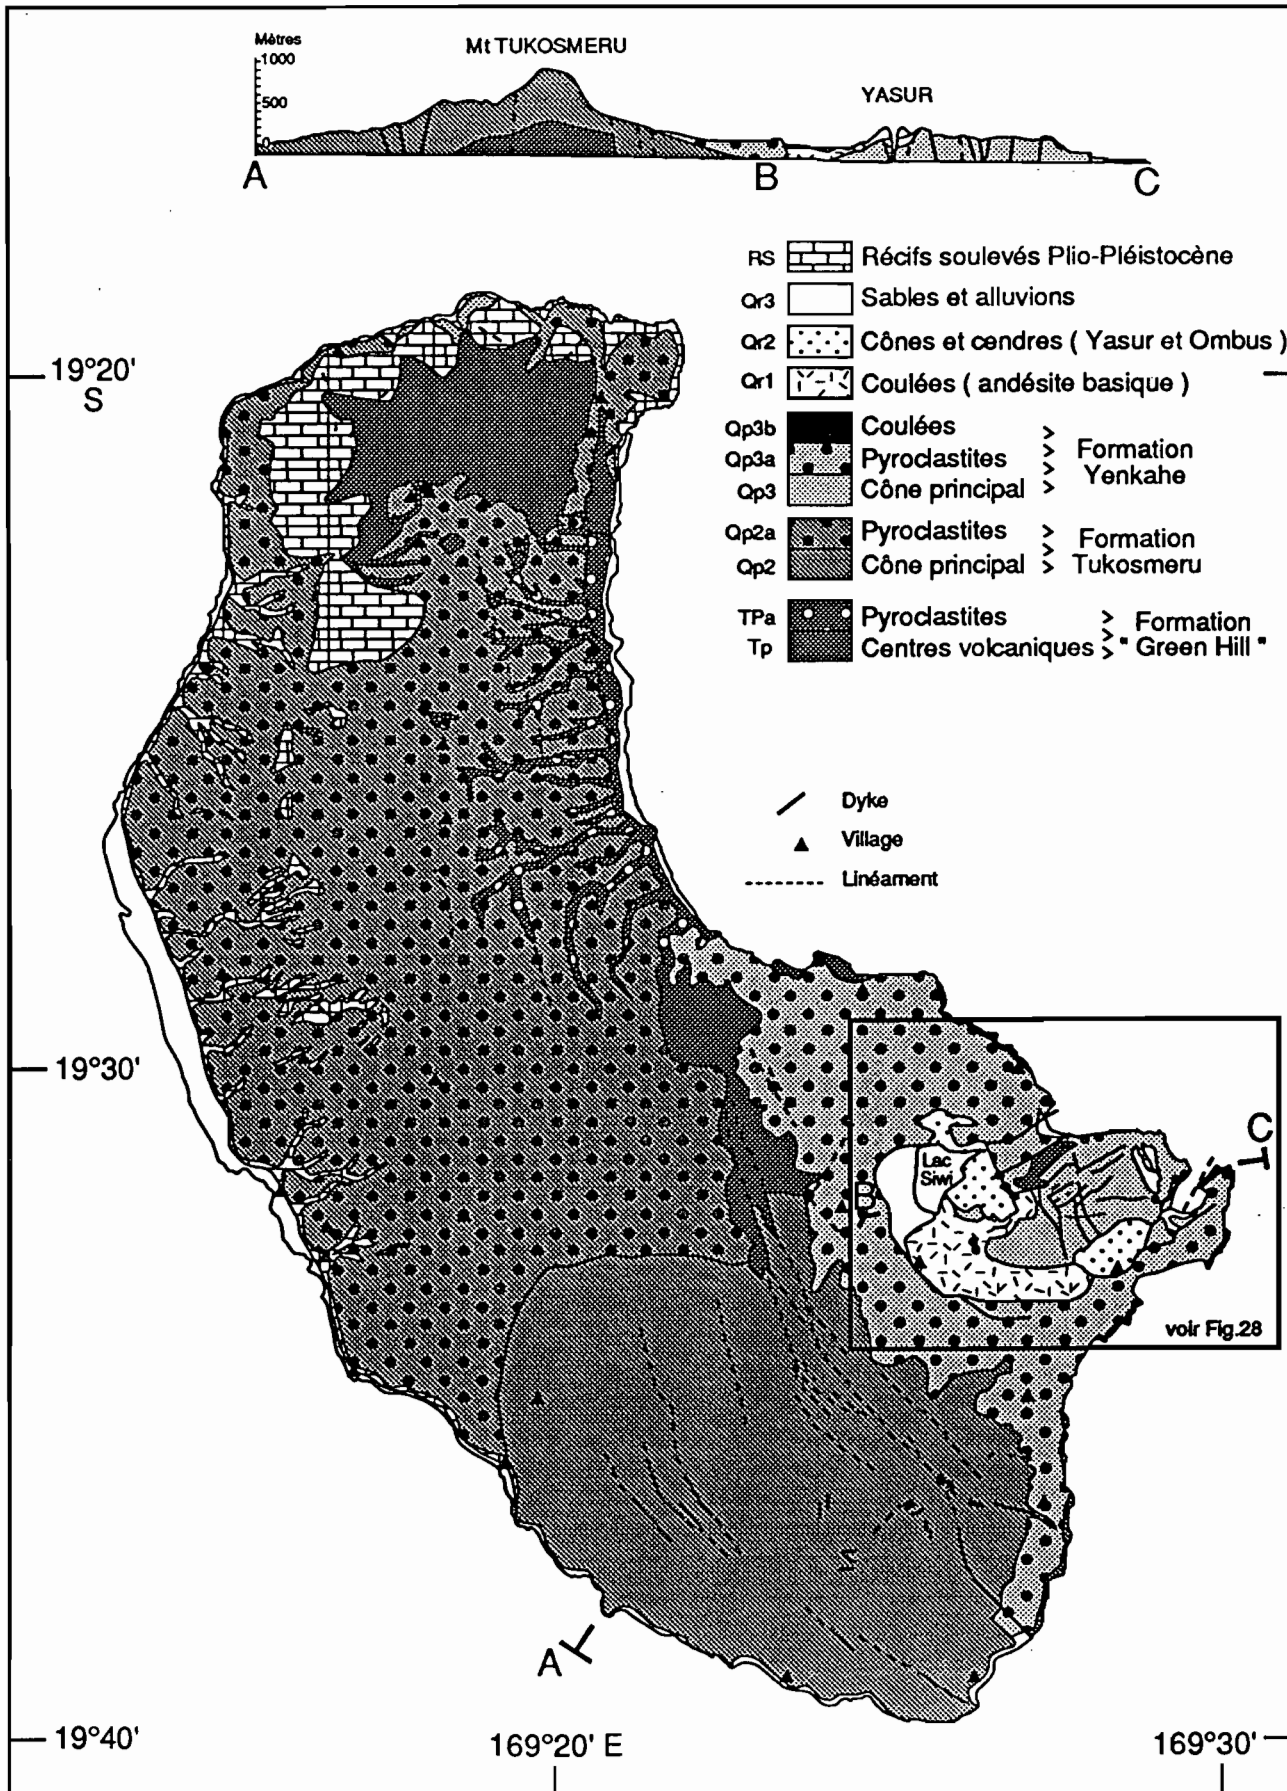 Mètres
1000
500
0
Mt TUKOSMERU
YASUR
A
B
C
RS Récifs soulevés Plio-Pléistocène
Qr3 Sables et alluvions
Qr2 Cônes et cendres ( Yasur et Ombus )
Qr1 Coulées ( andésite basique )
Qp3b Coulées
Qp3a Pyroclastites > Formation
Qp3 Cône principal > Yenkahe
Qp2a Pyroclastites > Formation
Qp2 Cône principal > Tukosmeru
TPa Pyroclastites > Formation
Tp Centres volcaniques > " Green Hill "
Dyke
Village
Linéament
19°20'
S
19°30'
Lac
Siwi
B
C
voir Fig.28
A
19°40'
169°20' E
169°30'